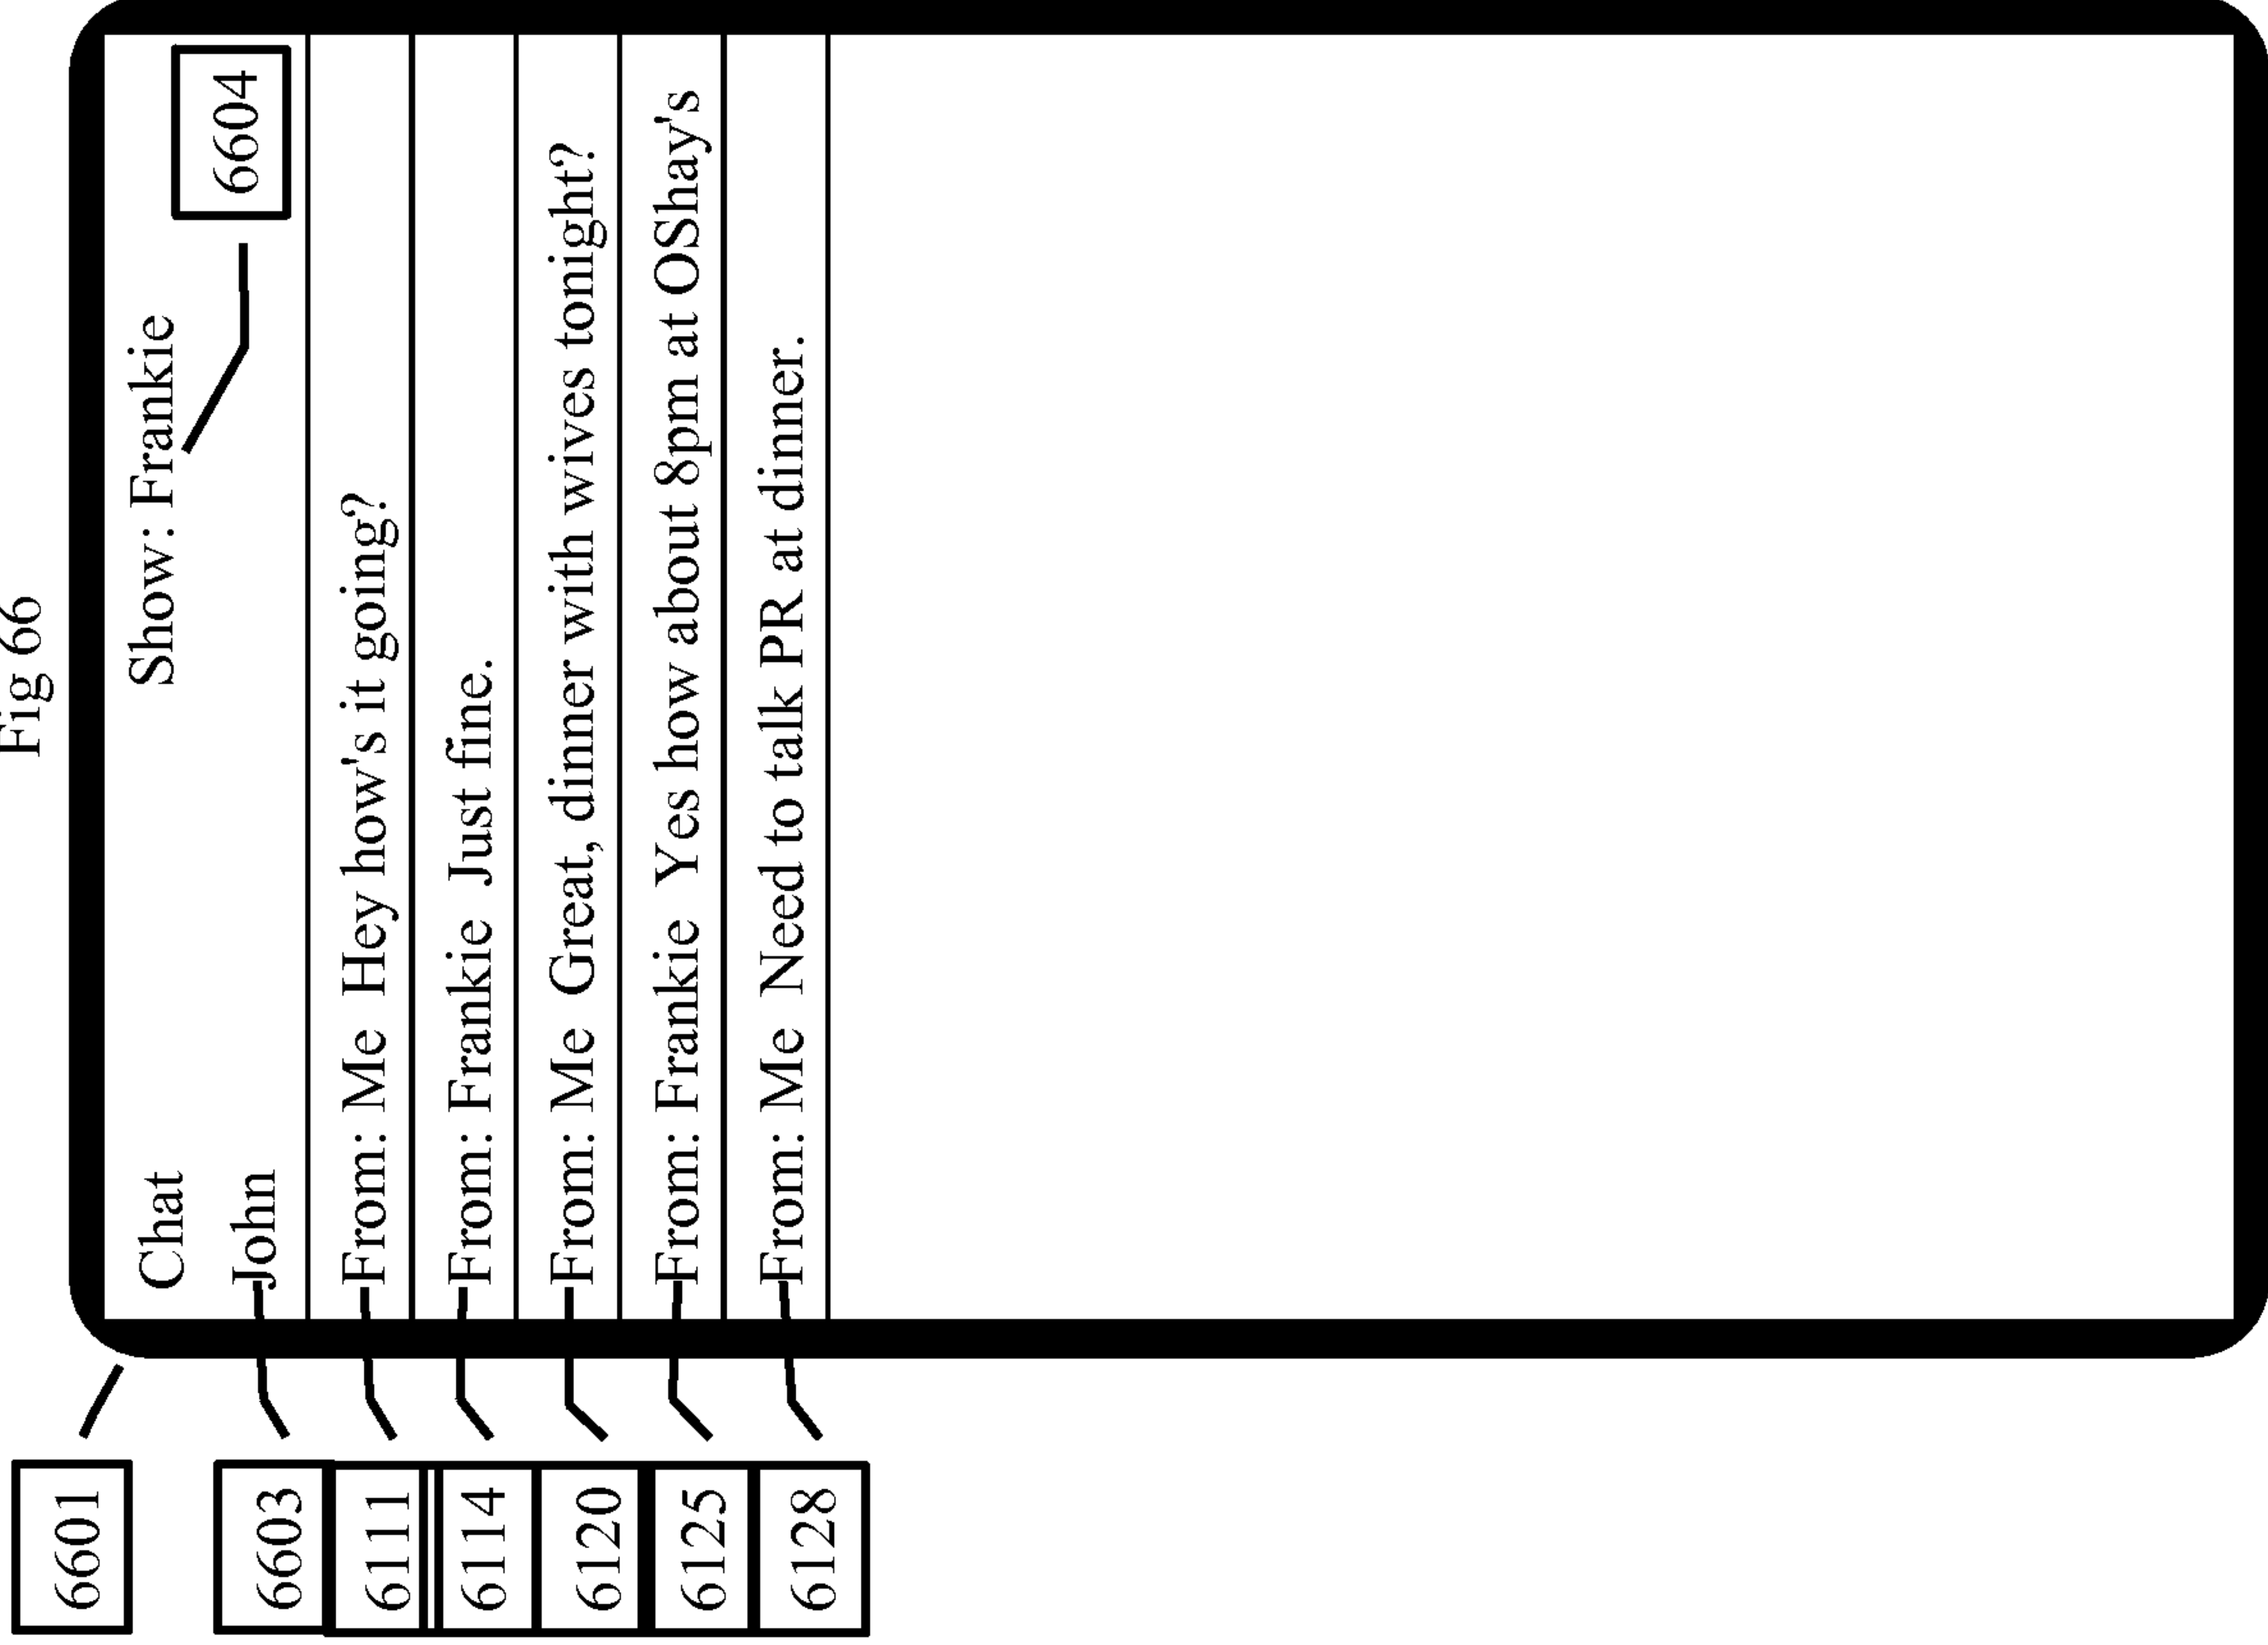 Fig 66
6601
Chat
Show: Frankie
6603
John
6604
6111
From: Me  Hey how's it going?
6114
From: Frankie  Just fine.
6120
From: Me  Great, dinner with wives tonight?
6125
From: Frankie  Yes how about 8pm at OShay's
6128
From: Me  Need to talk PR at dinner.